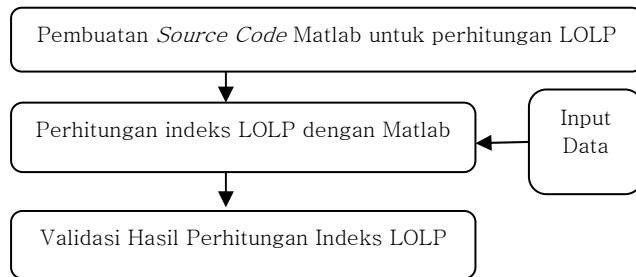 Pembuatan Source Code Matlab untuk perhitungan LOLP
Perhitungan indeks LOLP dengan Matlab
Input
Data
Validasi Hasil Perhitungan Indeks LOLP